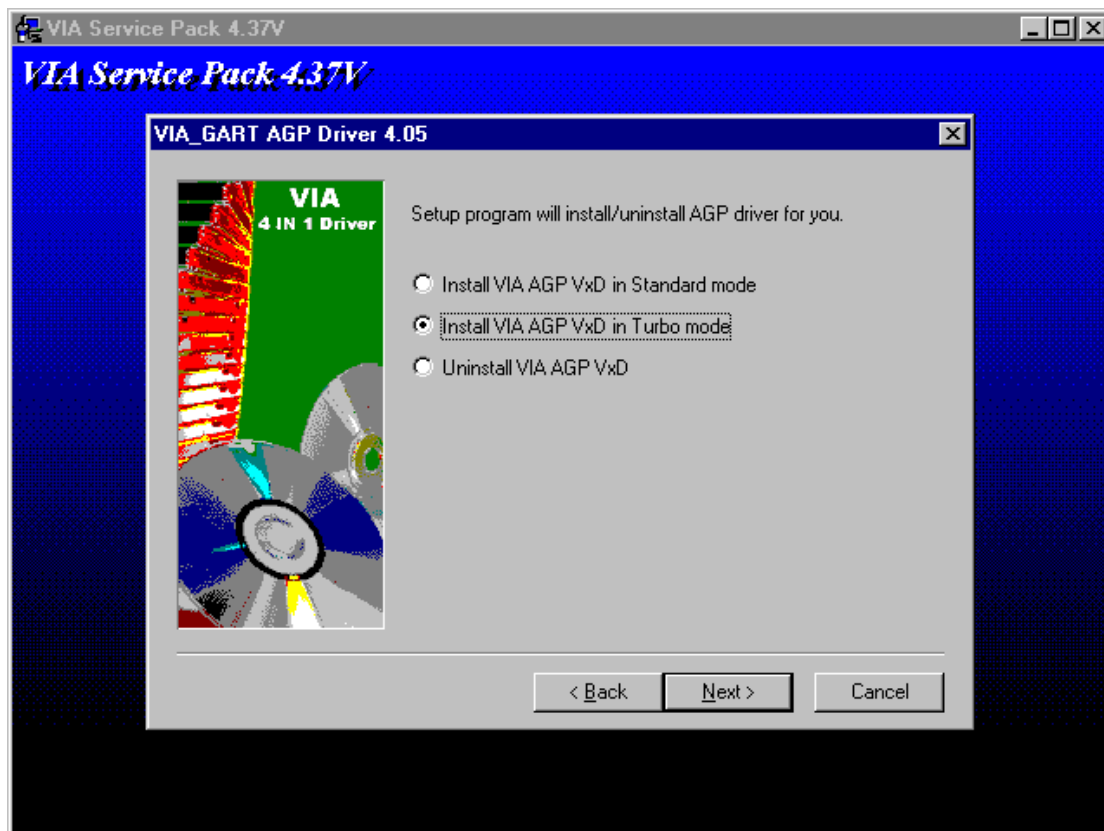 VIA Service Pack 4.37V
VIA Service Pack 4.37V
VIA_GART AGP Driver 4.05
VIA
4 IN 1 Driver
Setup program will install/uninstall AGP driver for you.
Install VIA AGP VxD in Standard mode
Install VIA AGP VxD in Turbo mode
Uninstall VIA AGP VxD
< Back Next > Cancel